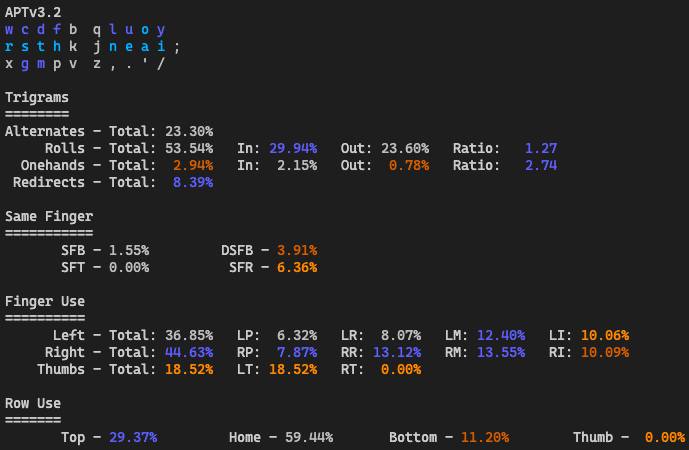 APTv3.2
w c d f b  q l u o y
r s t h k  j n e a i ;
x g m p v  z , . ' /
Trigrams
========
Alternates - Total: 23.30%
Rolls - Total: 53.54%   In: 29.94%   Out: 23.60%   Ratio:   1.27
Onehands - Total:  2.94%   In:  2.15%   Out:  0.78%   Ratio:   2.74
Redirects - Total:  8.39%
Same Finger
===========
SFB - 1.55%         DSFB - 3.91%
SFT - 0.00%          SFR - 6.36%
Finger Use
==========
Left - Total: 36.85%   LP:  6.32%   LR:  8.07%   LM: 12.40%   LI: 10.06%
Right - Total: 44.63%   RP:  7.87%   RR: 13.12%   RM: 13.55%   RI: 10.09%
Thumbs - Total: 18.52%   LT: 18.52%   RT:  0.00%
Row Use
=======
Top - 29.37%         Home - 59.44%       Bottom - 11.20%        Thumb -  0.00%